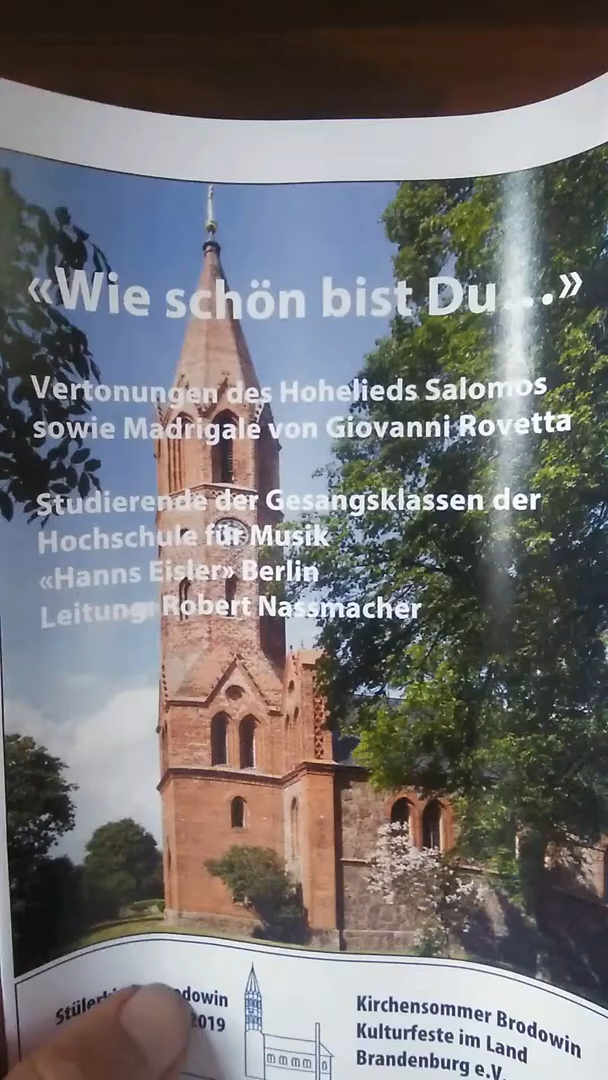 «Wie schön bist Du...»
Vertonungen des Hohelieds Salomos
sowie Madrigale von Giovanni Rovetta
Studierende der Gesangsklassen der
Hochschule für Musik
«Hanns Eisler» Berlin
Leitung: Robert Nassmacher
2019
Kirchensommer Brodowin
Kulturfeste im Land
Brandenburg e.V.